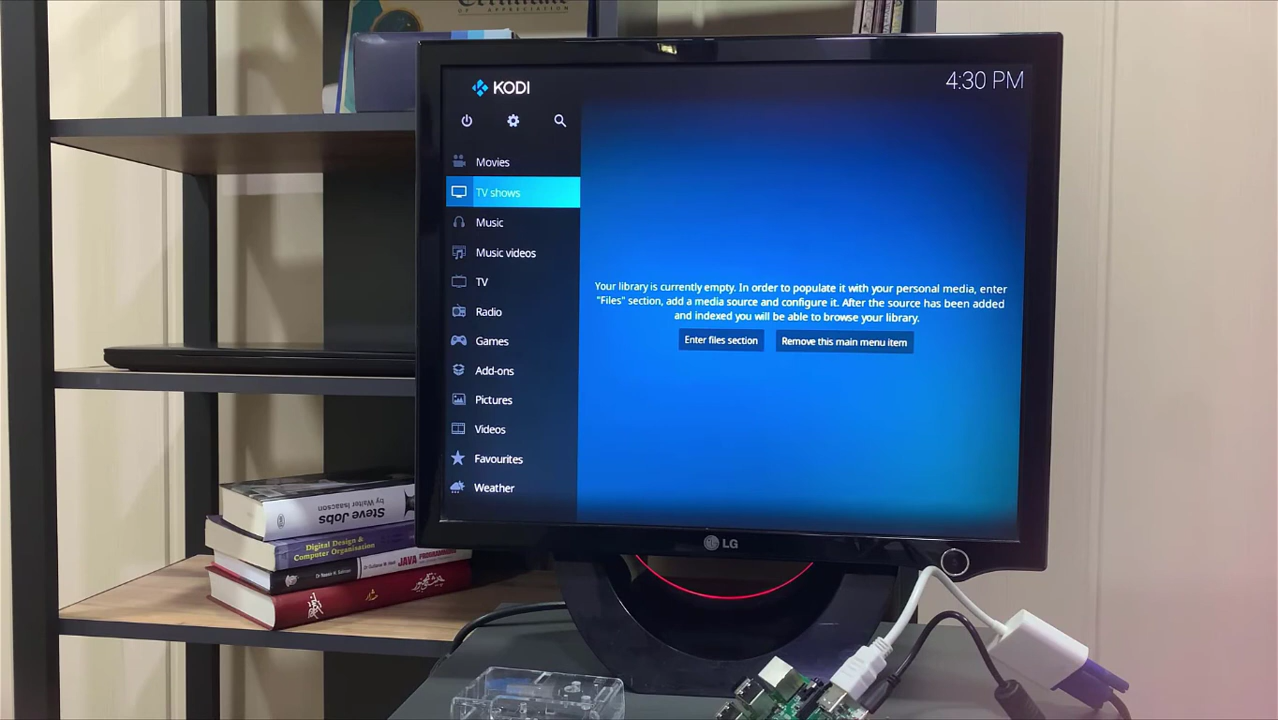 Certificate
OF APPRECIATION
KODI
4:30 PM
Movies
TV shows
Music
Music videos
TV
Radio
Games
Add-ons
Pictures
Videos
Favourites
Weather
Your library is currently empty. In order to populate it with your personal media, enter
"Files" section, add a media source and configure it. After the source has been added
and indexed you will be able to browse your library.
Enter files section
Remove this main menu item
LG
Steve Jobs
by Walter Isaacson
Digital Design &
Computer Organisation
JAVA